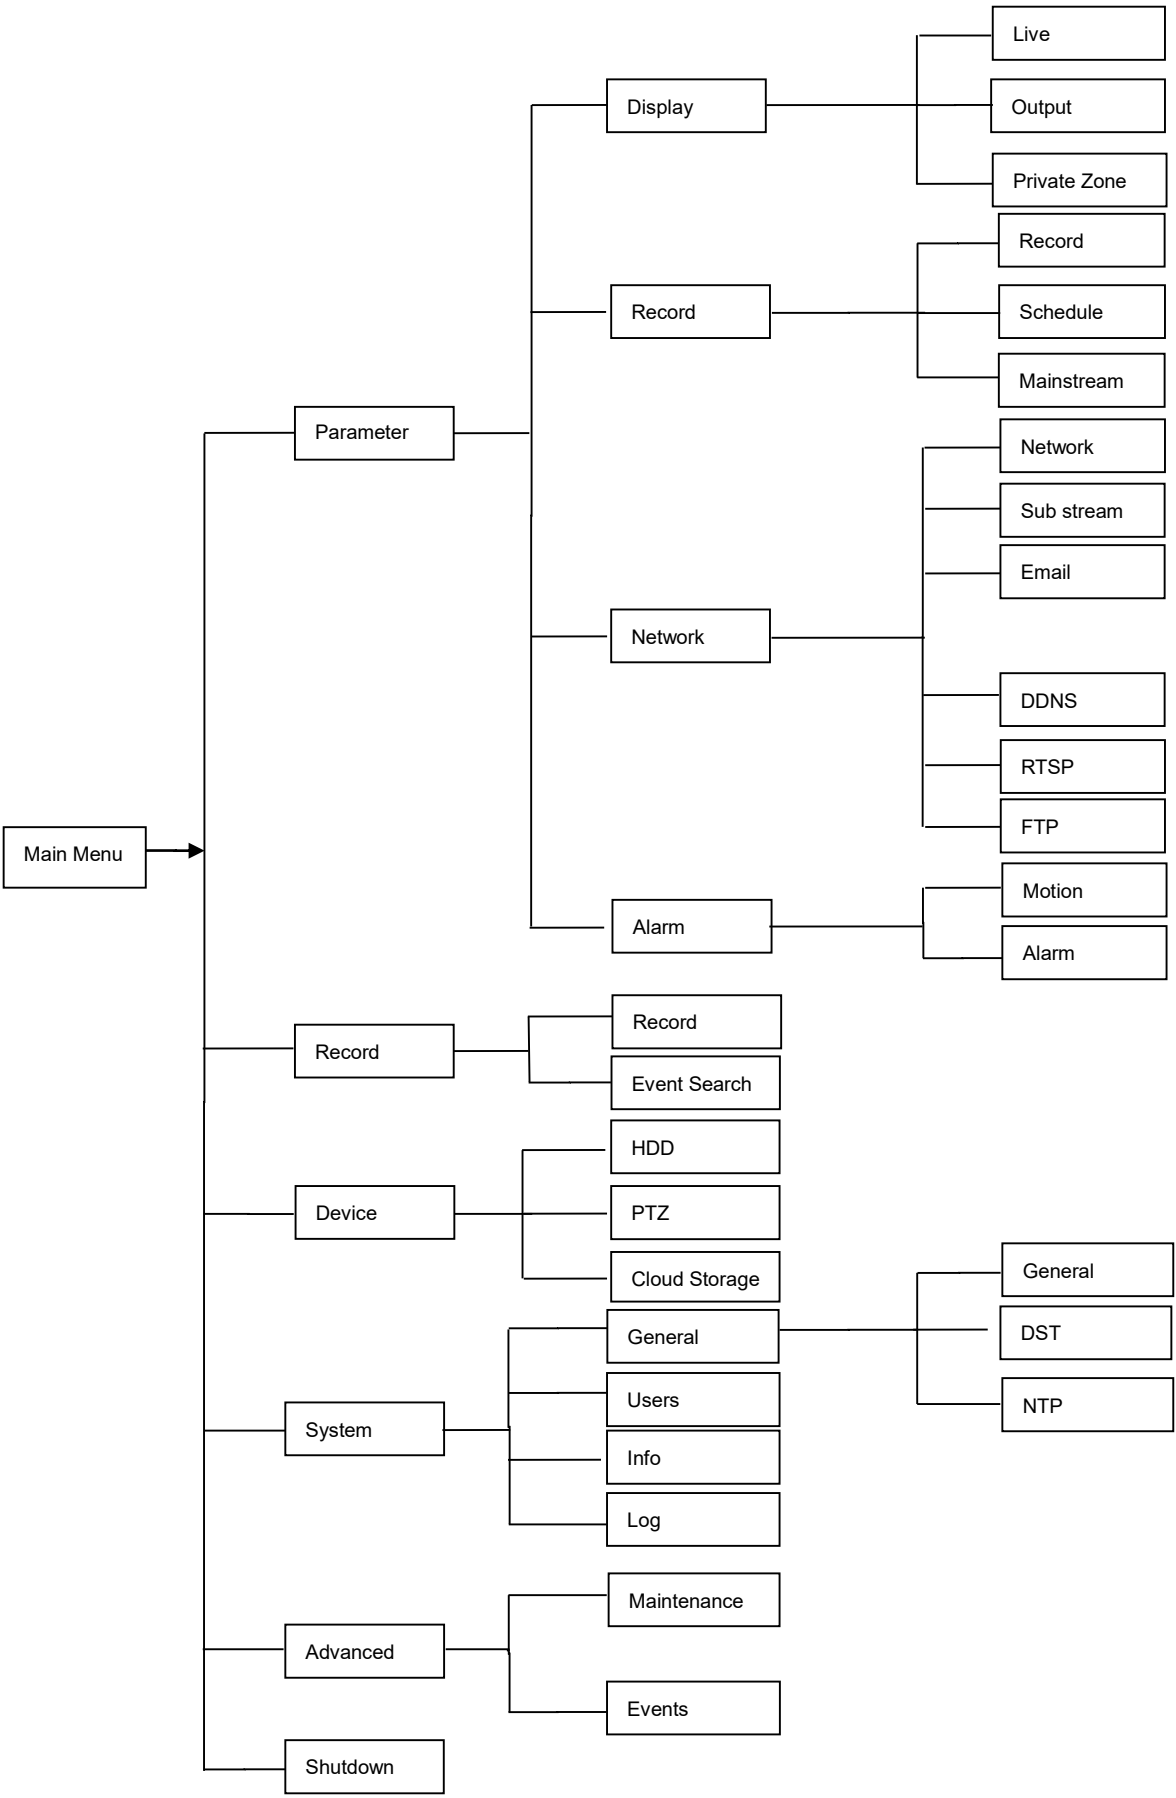 Main Menu
Parameter
Display
Live
Output
Private Zone
Record
Record
Schedule
Mainstream
Network
Network
Sub stream
Email
DDNS
RTSP
FTP
Alarm
Motion
Alarm
Record
Record
Event Search
Device
HDD
PTZ
Cloud Storage
System
General
General
DST
NTP
Users
Info
Log
Advanced
Maintenance
Events
Shutdown